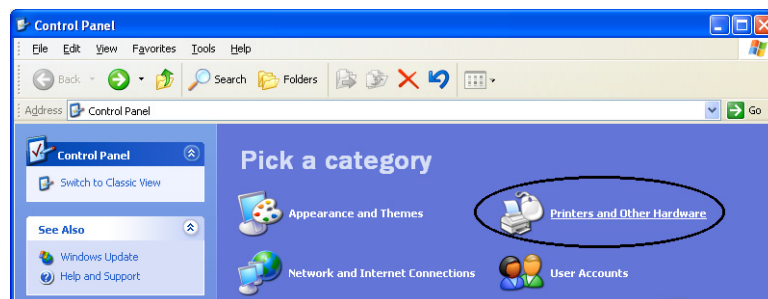 Control Panel
File Edit View Favorites Tools Help
Back Search Folders
Address Control Panel Go
Control Panel
Switch to Classic View
See Also
Windows Update
Help and Support
Pick a category
Appearance and Themes
Printers and Other Hardware
Network and Internet Connections
User Accounts